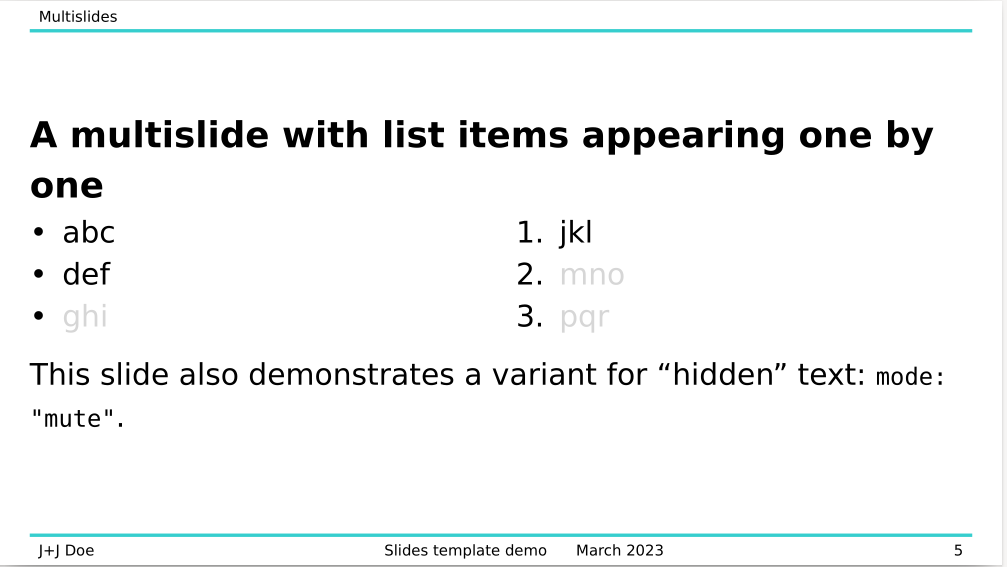 Multislides
A multislide with list items appearing one by
one
• abc
• def
• ghi
1. jkl
2. mno
3. pqr
This slide also demonstrates a variant for “hidden” text: mode:
"mute".
J+J Doe Slides template demo March 2023 5